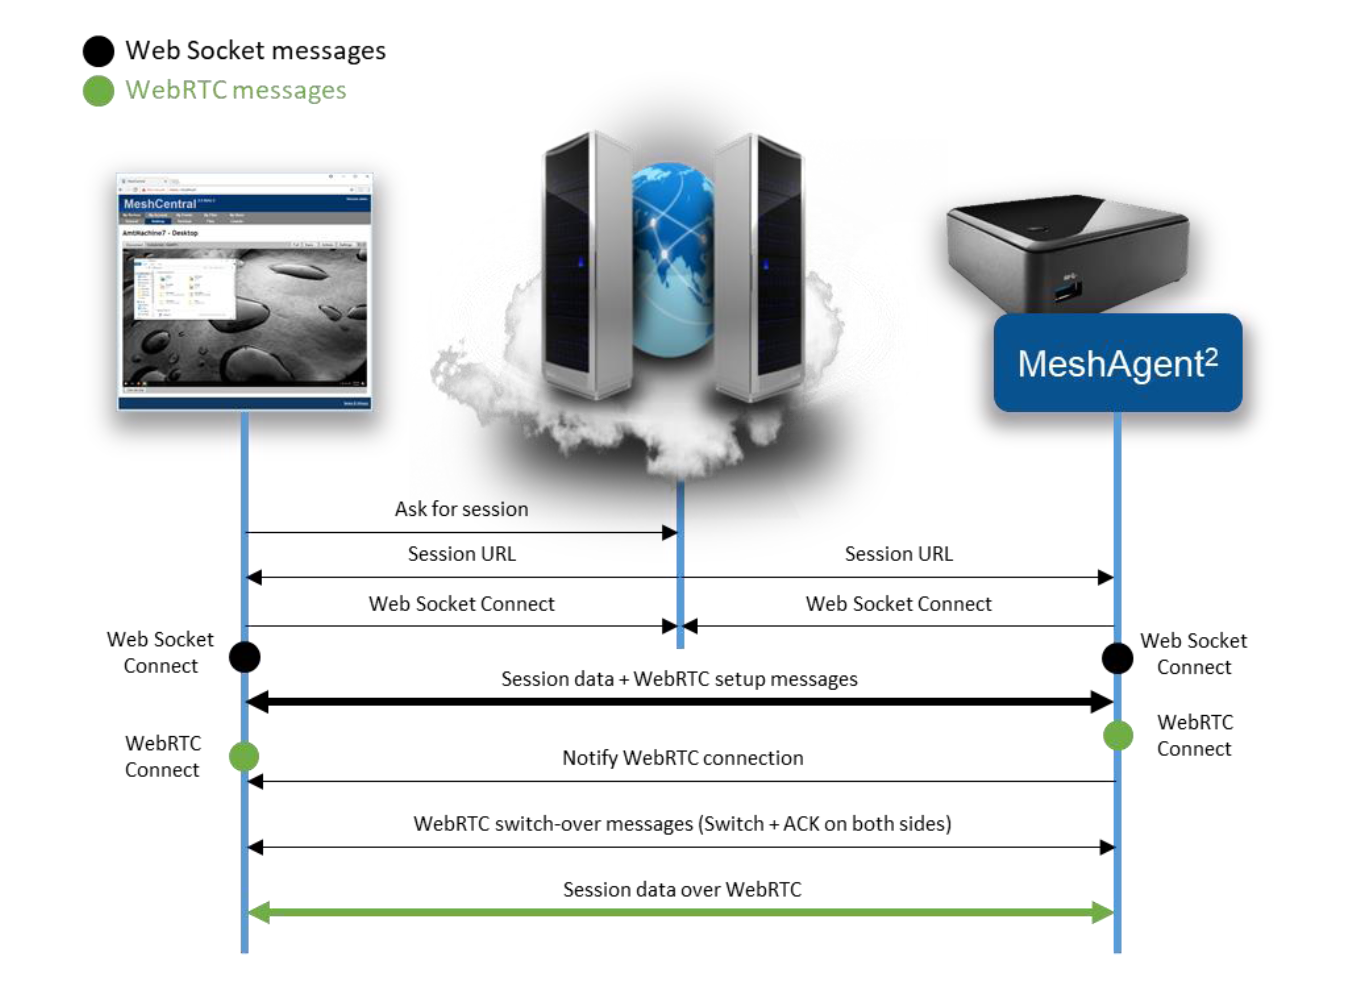 Web Socket messages
WebRTC messages
MeshCentral
AmtMachine7 - Desktop
MeshAgent²
Ask for session
Session URL
Session URL
Web Socket Connect
Web Socket Connect
Web Socket
Connect
Web Socket
Connect
Session data + WebRTC setup messages
WebRTC
Connect
WebRTC
Connect
Notify WebRTC connection
WebRTC switch-over messages (Switch + ACK on both sides)
Session data over WebRTC